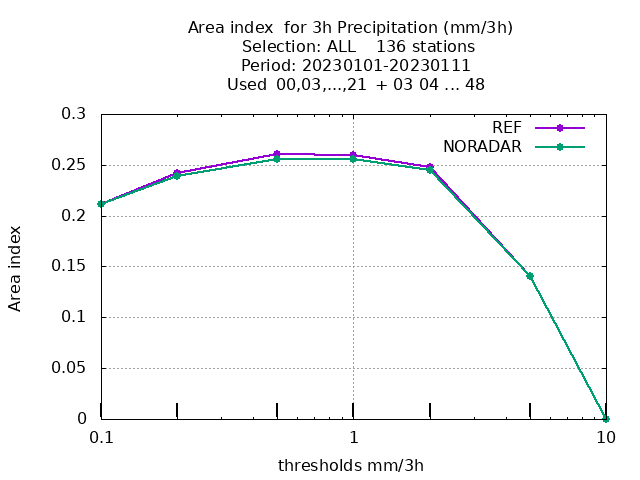 Area index  for 3h Precipitation (mm/3h)
Selection: ALL    136 stations
Period: 20230101-20230111
Used  00,03,...,21  + 03 04 ... 48
REF
NORADAR
0.3
0.25
0.2
0.15
0.1
0.05
0
Area index
0.1
1
10
thresholds mm/3h